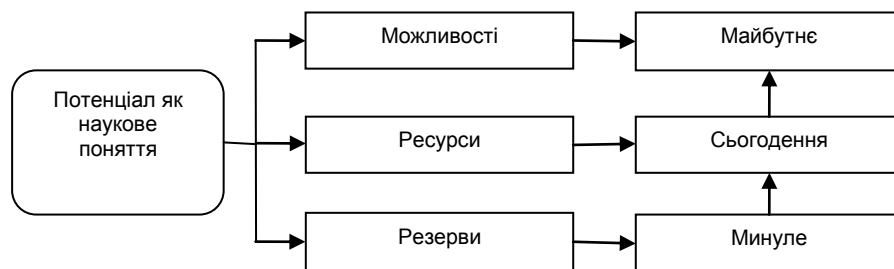 Потенціал як
наукове
поняття
Можливості
Майбутнє
Ресурси
Сьогодення
Резерви
Минуле